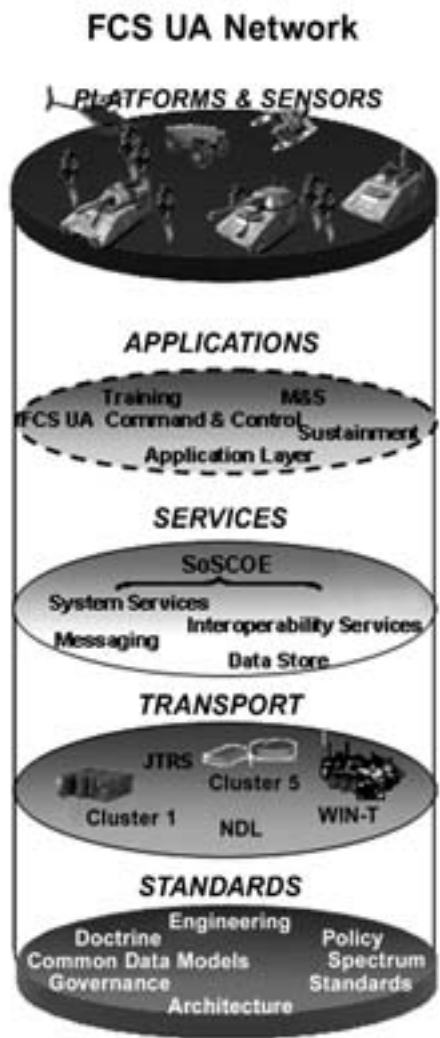 FCS UA Network
PLATFORMS & SENSORS
APPLICATIONS
Training M&S
fFCS UA Command & Control
Sustainment
Application Layer
SERVICES
SoSCOE
System Services
Interoperability Services
Messaging
Data Store
TRANSPORT
JTRS
Cluster 5
Cluster 1
WIN-T
NDL
STANDARDS
Engineering
Doctrine Policy
Common Data Models Spectrum
Governance Standards
Architecture